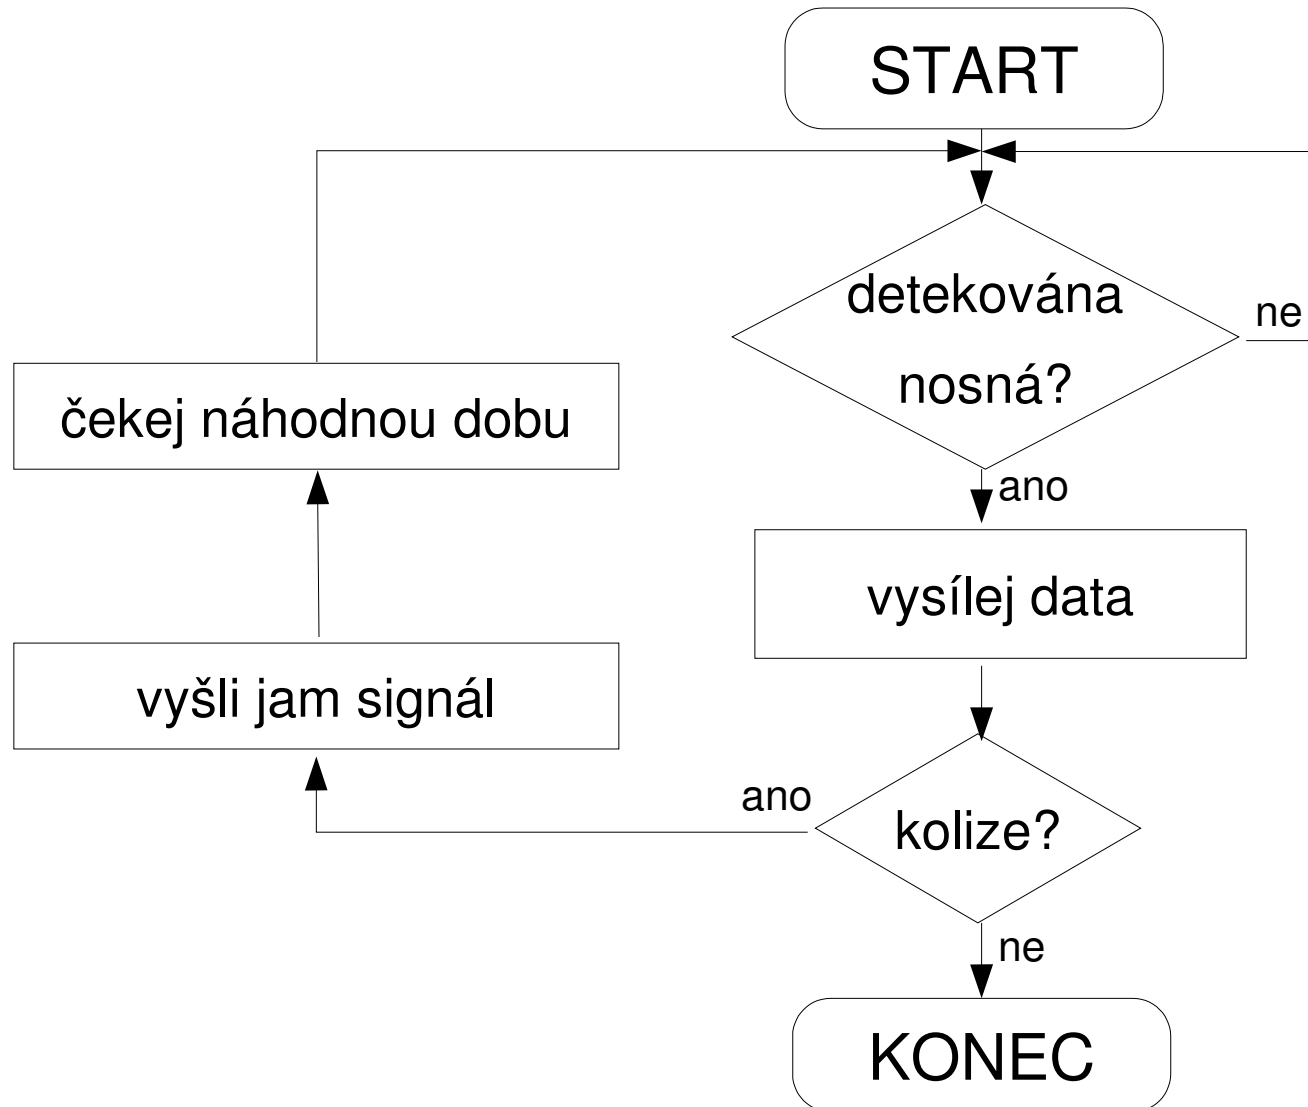 START
detekována
nosná?
ne
ano
čekej náhodnou dobu
vysílej data
vyšli jam signál
ano
kolize?
ne
KONEC